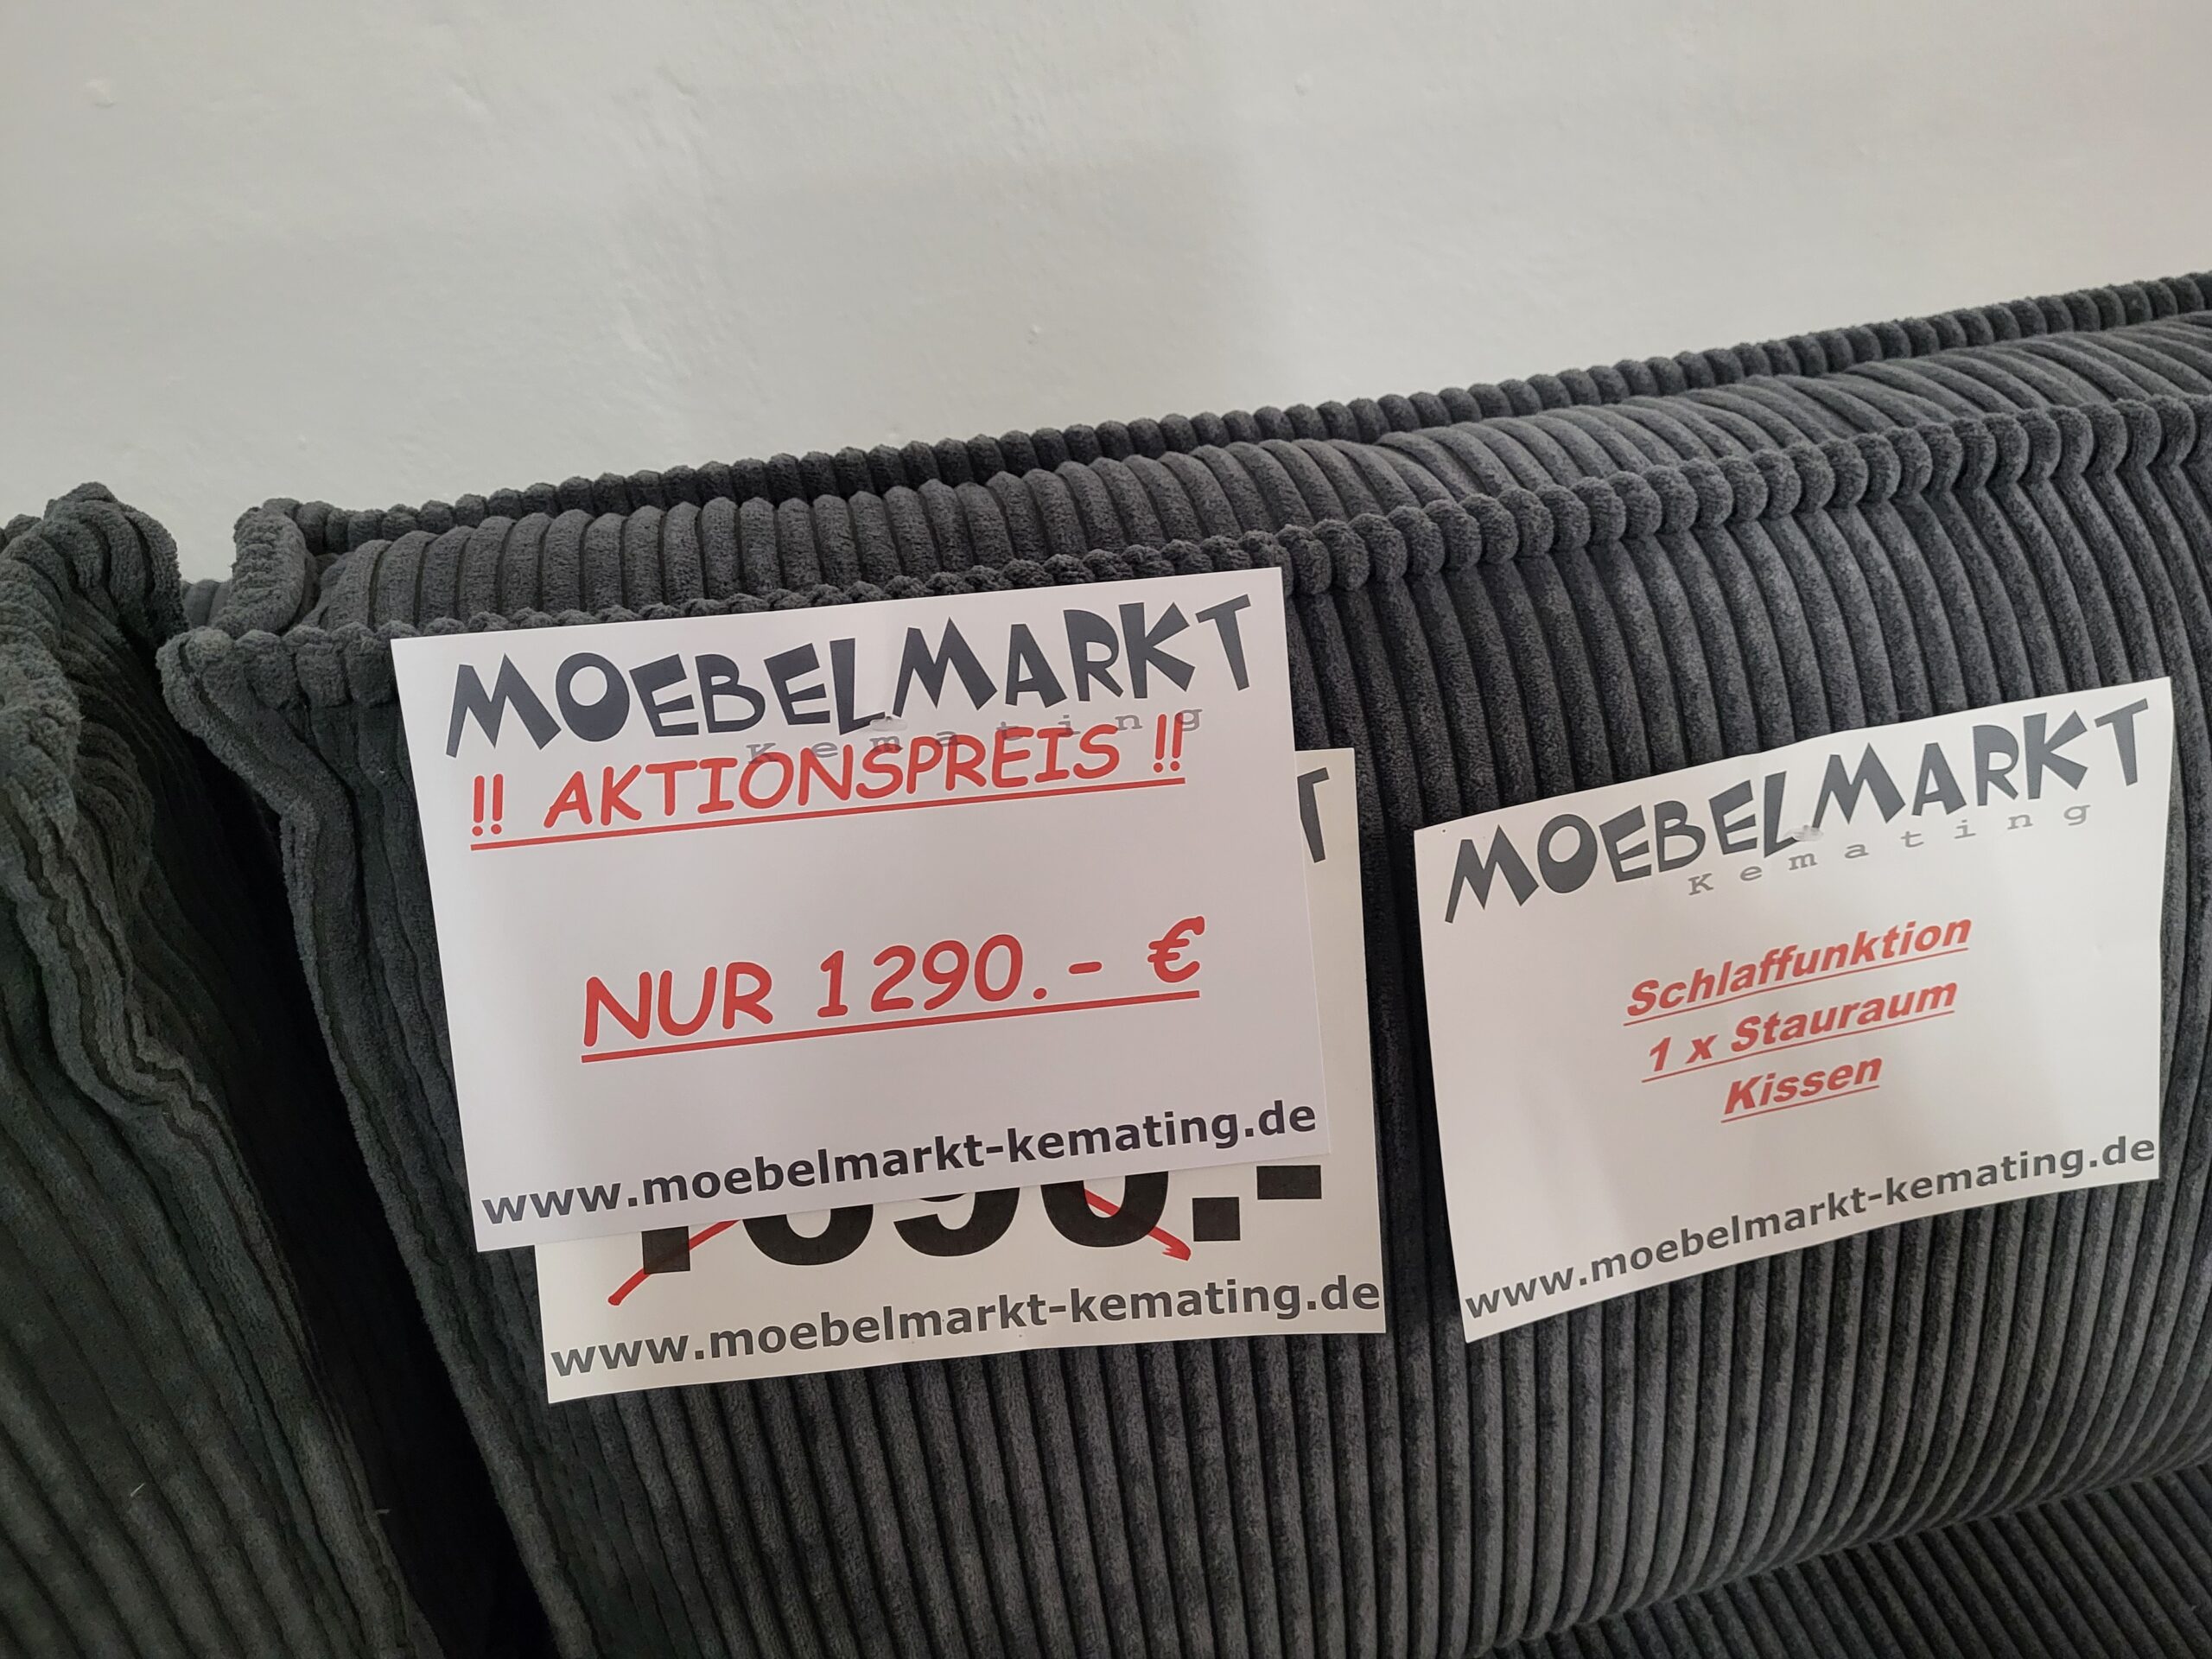 MOEBELMARKT
Kemating
!! AKTIONSPREIS !!
NUR 1290.- €
www.moebelmarkt-kemating.de
www.moebelmarkt-kemating.de
MOEBELMARKT
Kemating
Schlaffunktion
1 x Stauraum
Kissen
www.moebelmarkt-kemating.de